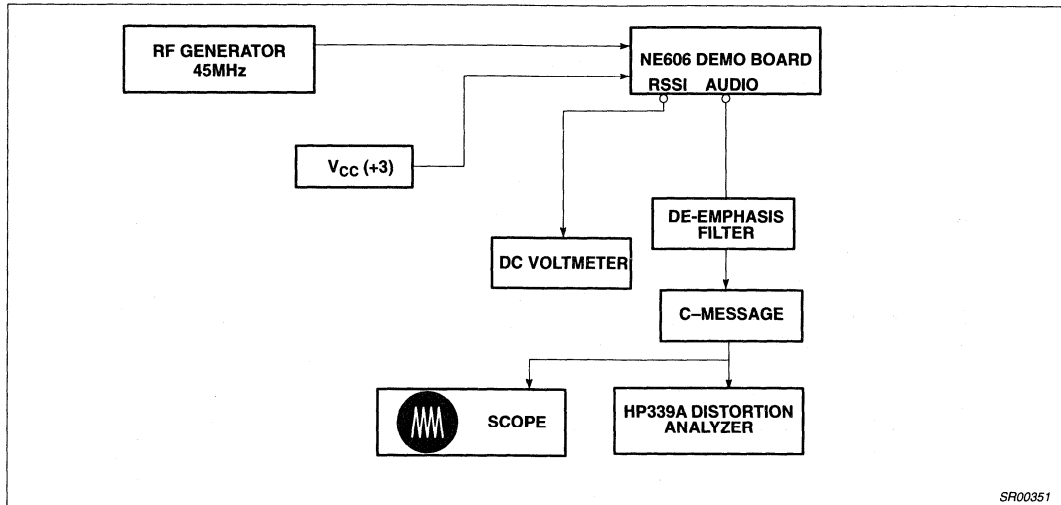 RF GENERATOR
45MHz
NE606 DEMO BOARD
RSSI AUDIO
VCC (+3)
DE-EMPHASIS
FILTER
DC VOLTMETER
C–MESSAGE
SCOPE
HP339A DISTORTION
ANALYZER
SR00351